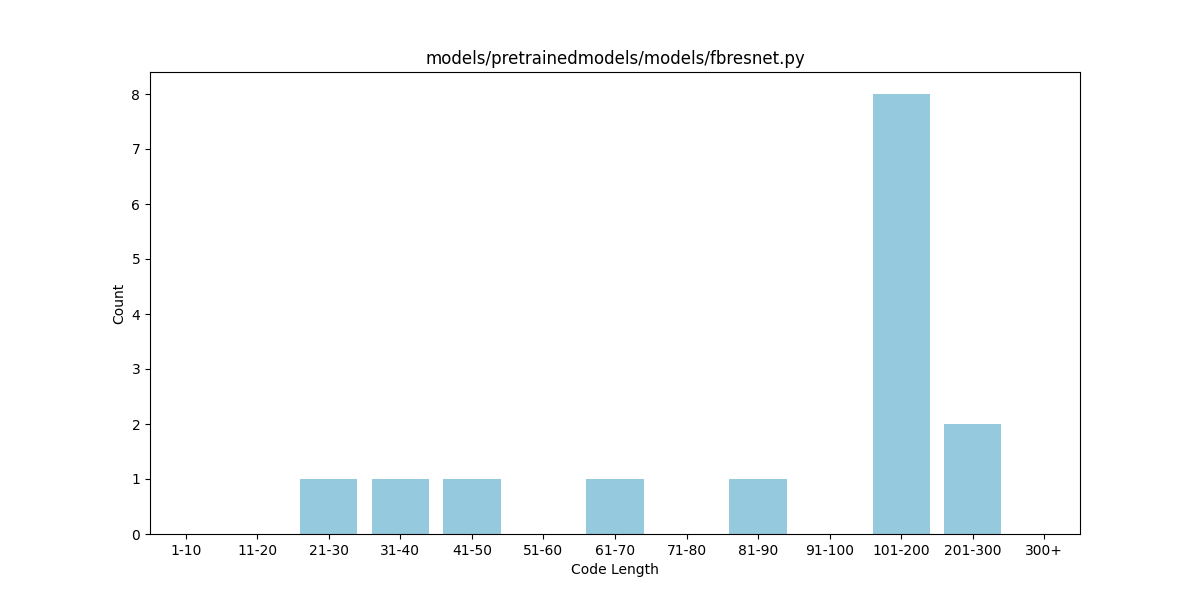 models/pretrainedmodels/models/fbresnet.py
8
7
6
5
4
3
2
1
0
Count
1-10 11-20 21-30 31-40 41-50 51-60 61-70 71-80 81-90 91-100 101-200 201-300 300+
Code Length